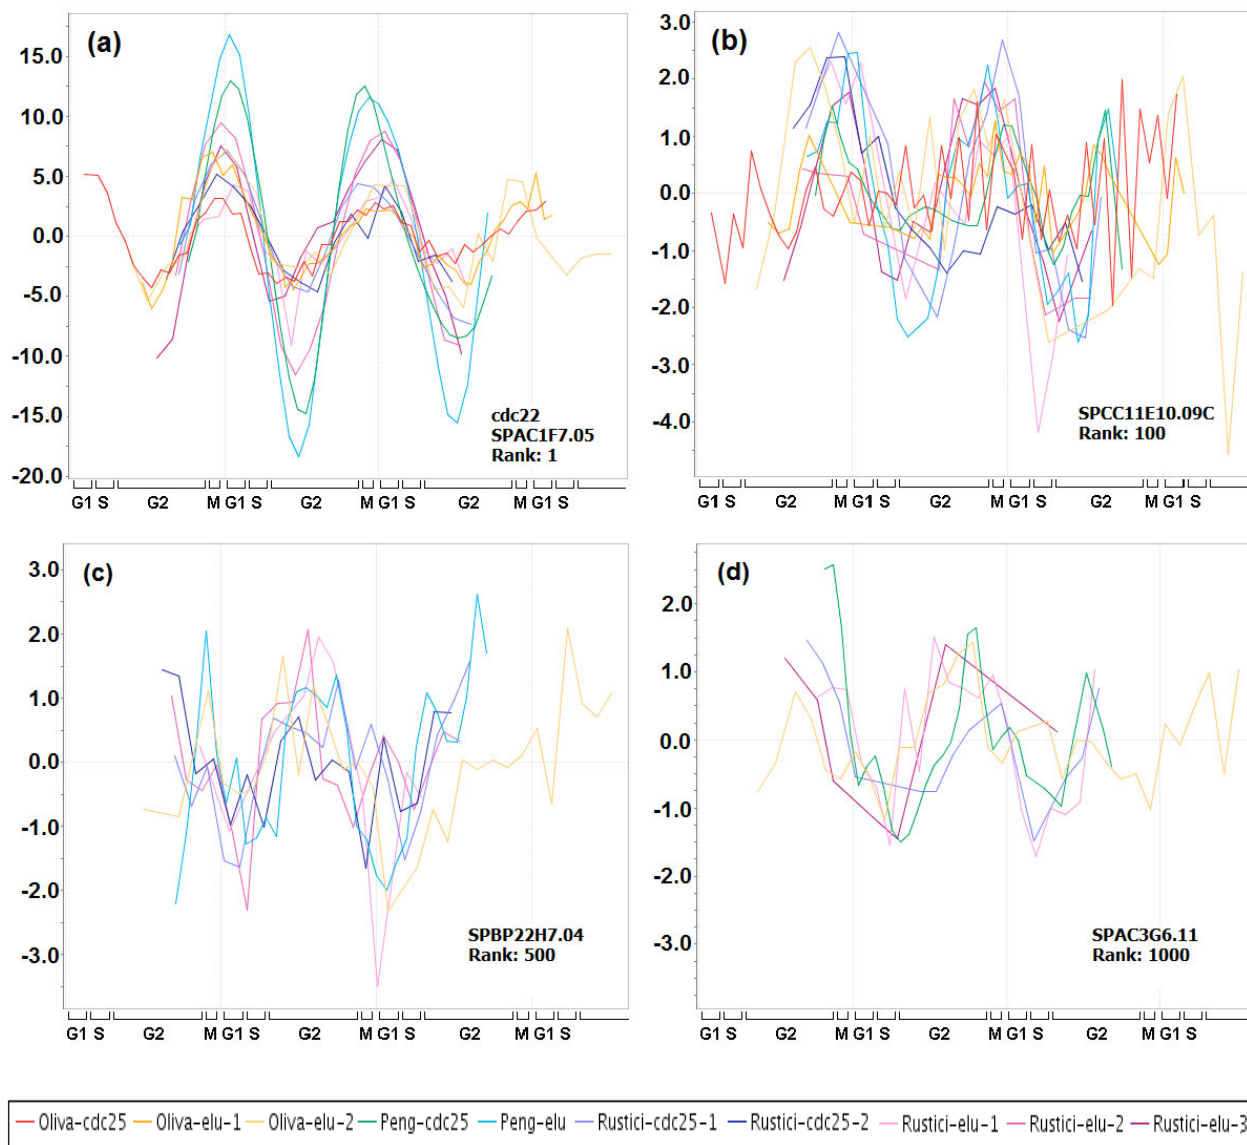 (a)
15.0
10.0
5.0
0.0
-5.0
-10.0
-15.0
-20.0
cdc22
SPAC1F7.05
Rank: 1
G1 S G2 M G1 S G2 M G1 S G2 M G1 S
(b)
3.0
2.0
1.0
0.0
-1.0
-2.0
-3.0
-4.0
SPCC11E10.09C
Rank: 100
G1 S G2 M G1 S G2 M G1 S G2 M G1 S
(c)
3.0
2.0
1.0
0.0
-1.0
-2.0
-3.0
SPBP22H7.04
Rank: 500
G1 S G2 M G1 S G2 M G1 S G2 M G1 S
(d)
2.0
1.0
0.0
-1.0
-2.0
-3.0
SPAC3G6.11
Rank: 1000
G1 S G2 M G1 S G2 M G1 S G2 M G1 S
Oliva-cdc25 Oliva-elu-1 Oliva-elu-2 Peng-cdc25 Peng-elu Rustici-cdc25-1 Rustici-cdc25-2 Rustici-elu-1 Rustici-elu-2 Rustici-elu-3